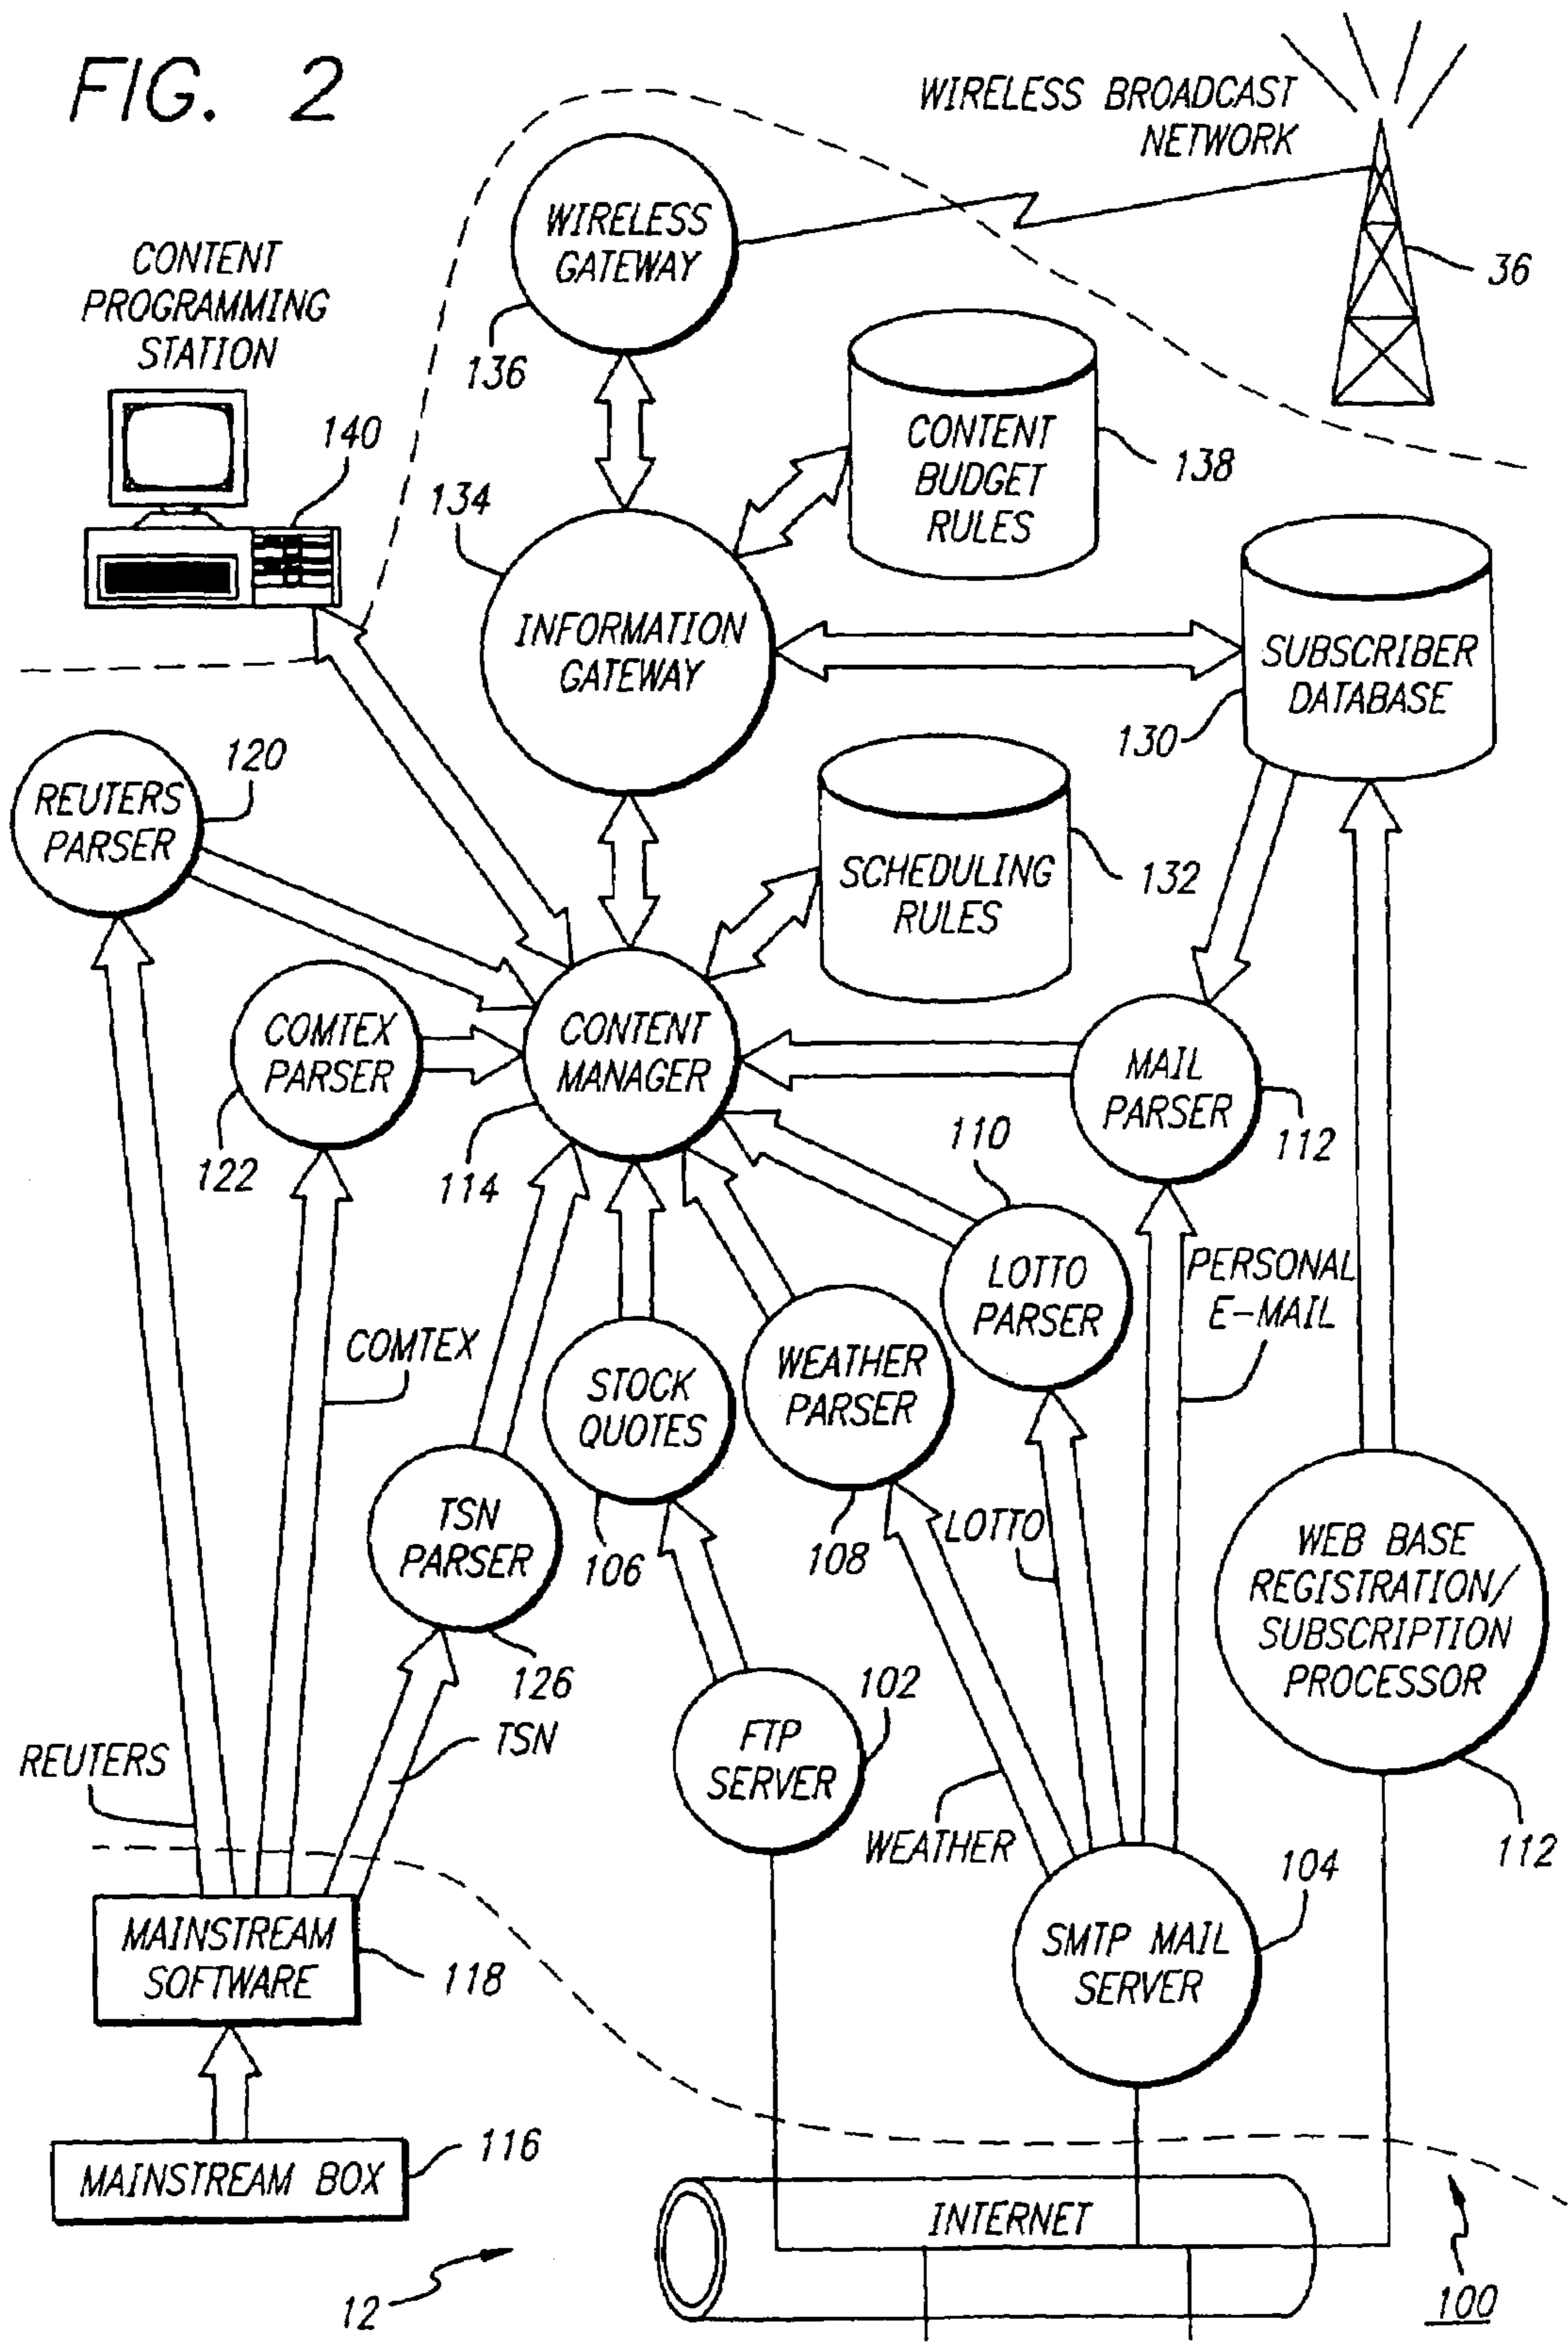 FIG. 2
WIRELESS BROADCAST
NETWORK
36
WIRELESS
GATEWAY
136
CONTENT
PROGRAMMING
STATION
140
CONTENT
BUDGET
RULES
138
134
INFORMATION
GATEWAY
SUBSCRIBER
DATABASE
130
REUTERS
PARSER
120
SCHEDULING
RULES
132
COMTEX
PARSER
122
CONTENT
MANAGER
114
MAIL
PARSER
112
110
LOTTO
PARSER
PERSONAL
E-MAIL
COMTEX
STOCK
QUOTES
106
WEATHER
PARSER
108
LOTTO
TSN
PARSER
126
TSN
WEB BASE
REGISTRATION/
SUBSCRIPTION
PROCESSOR
112
FTP
SERVER
102
REUTERS
WEATHER
104
SMTP MAIL
SERVER
MAINSTREAM
SOFTWARE
118
MAINSTREAM BOX
116
INTERNET
12
100